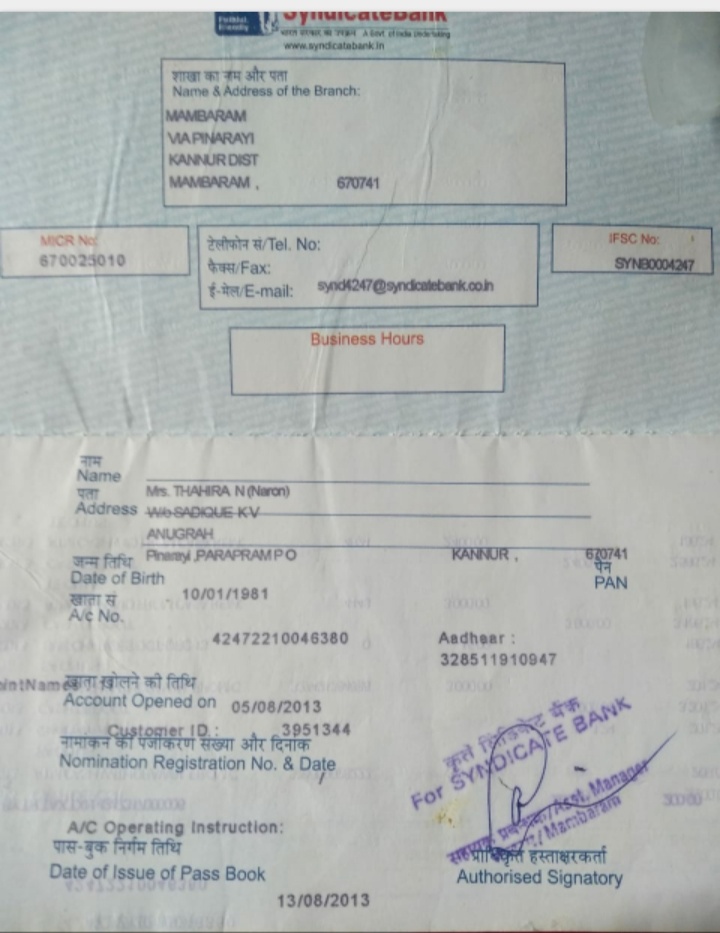 Faithful. Friendly
SyndicateBank
भारत सरकार का उपक्रम A Govt. of India Undertaking
www.syndicatebank.in
शाखा का नाम और पता
Name & Address of the Branch:
MAMBARAM
VIA PINARAYI
KANNUR DIST
MAMBARAM , 670741
MICR No:
670025010
टेलीफोन सं/Tel. No:
फैक्स/Fax:
ई-मेल/E-mail: synd4247@syndicatebank.co.in
IFSC No:
SYNB0004247
Business Hours
नाम
Name
Mrs. THAHIRA N (Naron)
पता
Address W/o SADIQUE K V
ANUGRAH
Pinarayi ,PARAPRAM P O KANNUR , 670741
जन्म तिथि
Date of Birth
पेन
PAN
10/01/1981
खाता सं
A/c No.
42472210046380
Aadhaar :
328511910947
ointName
खाता खोलने की तिथि
Account Opened on 05/08/2013
Customer ID.: 3951344
नामांकन की पंजीकरण संख्या और दिनांक
Nomination Registration No. & Date
कृते सिंडिकेट बैंक
For SYNDICATE BANK
सहायक प्रबंधक/Asst. Manager
/Mambaram
A/C Operating Instruction:
पास-बुक निर्गम तिथि
Date of Issue of Pass Book
13/08/2013
प्राधिकृत हस्ताक्षरकर्ता
Authorised Signatory